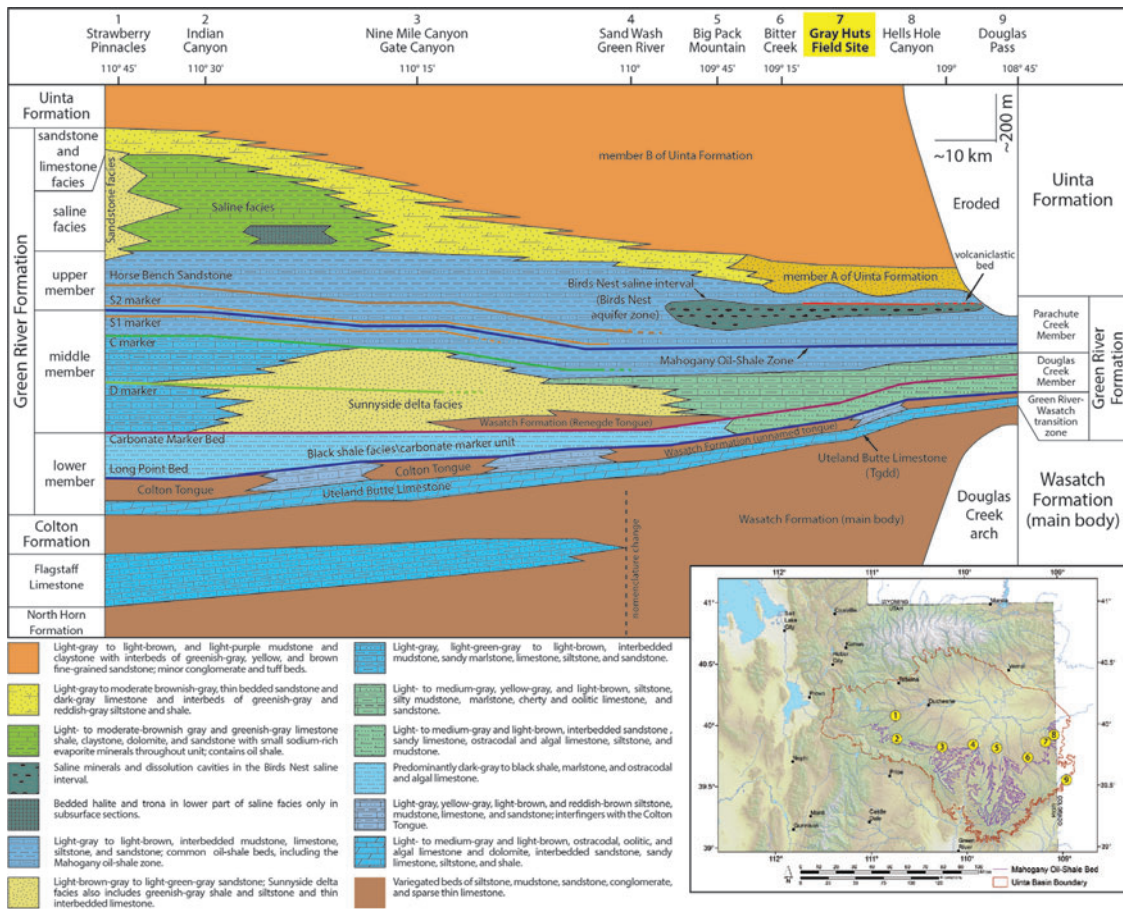 1
Strawberry
Pinnacles
2
Indian
Canyon
3
Nine Mile Canyon
Gate Canyon
4
Sand Wash
Green River
5
Big Pack
Mountain
6
Bitter
Creek
7
Gray Huts
Field Site
8
Hells Hole
Canyon
9
Douglas
Pass
110° 45'
110° 30'
110° 15'
110°
109° 45'
109° 15'
109°
108° 45'
Uinta
Formation
sandstone
and
limestone
facies
saline
facies
upper
member
middle
member
lower
member
Green River Formation
Colton
Formation
Flagstaff
Limestone
North Horn
Formation
Sandstone facies
Saline facies
member B of Uinta Formation
~10 km
~200 m
Eroded
volcaniclastic
bed
member A of Uinta Formation
Birds Nest saline interval
(Birds Nest
aquifer zone)
Horse Bench Sandstone
S2 marker
S1 marker
C marker
D marker
Mahogany Oil-Shale Zone
Sunnyside delta facies
Wasatch Formation (Renegde Tongue)
Carbonate Marker Bed
Black shale facies\carbonate marker unit
Wasatch Formation (unnamed tongue)
Long Point Bed
Colton Tongue
Colton Tongue
Uteland Butte Limestone
Uteland Butte Limestone
(Tgdd)
Wasatch Formation (main body)
nomenclature change
Douglas
Creek
arch
Uinta
Formation
Parachute
Creek
Member
Douglas
Creek
Member
Green River-
Wasatch transition
zone
Green River
Formation
Wasatch
Formation
(main body)
Light-gray to light-brown, and light-purple mudstone and
claystone with interbeds of greenish-gray, yellow, and brown
fine-grained sandstone; minor conglomerate and tuff beds.
Light-gray to moderate brownish-gray, thin bedded sandstone and
dark-gray limestone and interbeds of greenish-gray and
reddish-gray siltstone and shale.
Light- to moderate-brownish gray and greenish-gray limestone
shale, claystone, dolomite, and sandstone with small sodium-rich
evaporite minerals throughout unit; contains oil shale.
Saline minerals and dissolution cavities in the Birds Nest saline
interval.
Bedded halite and trona in lower part of saline facies only in
subsurface sections.
Light-gray to light-brown, interbedded mudstone, limestone,
siltstone, and sandstone; common oil-shale beds, including the
Mahogany oil-shale zone.
Light-brown-gray to light-green-gray sandstone; Sunnyside delta
facies also includes greenish-gray shale and siltstone and thin
interbedded limestone.
Light-gray, light-green-gray to light-brown, interbedded
mudstone, sandy marlstone, limestone, siltstone, and sandstone.
Light- to medium-gray, yellow-gray, and light-brown, siltstone,
silty mudstone, marlstone, cherty and oolitic limestone, and
sandstone.
Light- to medium-gray and light-brown, interbedded sandstone ,
sandy limestone, ostracodal and algal limestone, siltstone, and
mudstone.
Predominantly dark-gray to black shale, marlstone, and ostracodal
and algal limestone.
Light-gray, yellow-gray, light-brown, and reddish-brown siltstone,
mudstone, limestone, and sandstone; interfingers with the Colton
Tongue.
Light- to medium-gray and light-brown, ostracodal, oolitic, and
algal limestone and dolomite, interbedded sandstone, sandy
limestone, siltstone, and shale.
Variegated beds of siltstone, mudstone, sandstone, conglomerate,
and sparse thin limestone.
112°
111°
110°
109°
41°
40.5°
40°
39.5°
39°
Salt
Lake
City
Vernal
Duchesne
Provo
Price
Manti
Gunnison
Castle
Dale
Green
River
1
2
3
4
5
6
7
8
9
Mahogany Oil-Shale Bed
Uinta Basin Boundary